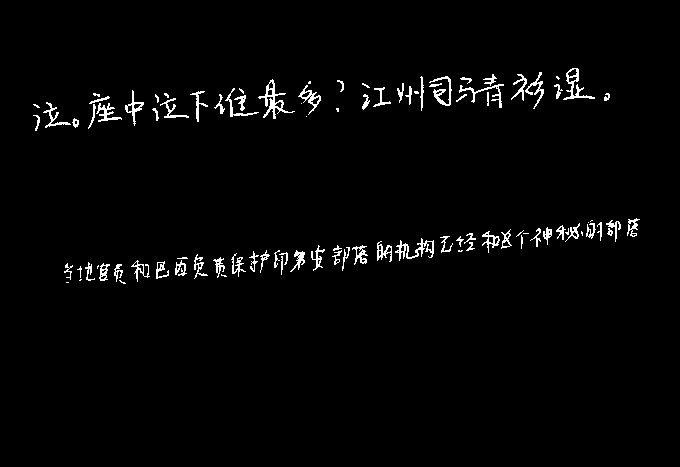 泣。座中泣下谁最多？江州司马青衫湿。
当地官员和巴西负责保护印第安部落的机构已经和这个神秘的部落